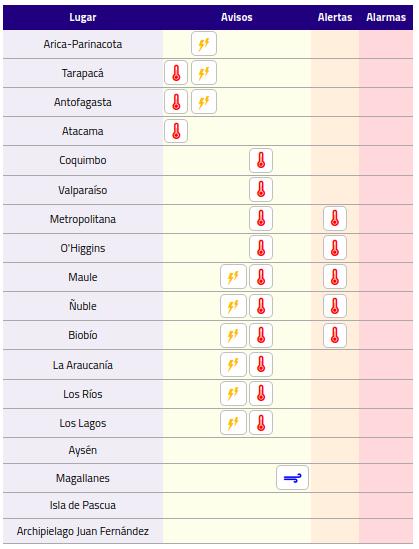 Lugar Avisos Alertas Alarmas
Arica-Parinacota
Tarapacá
Antofagasta
Atacama
Coquimbo
Valparaíso
Metropolitana
O'Higgins
Maule
Ñuble
Biobío
La Araucanía
Los Ríos
Los Lagos
Aysén
Magallanes
Isla de Pascua
Archipielago Juan Fernández